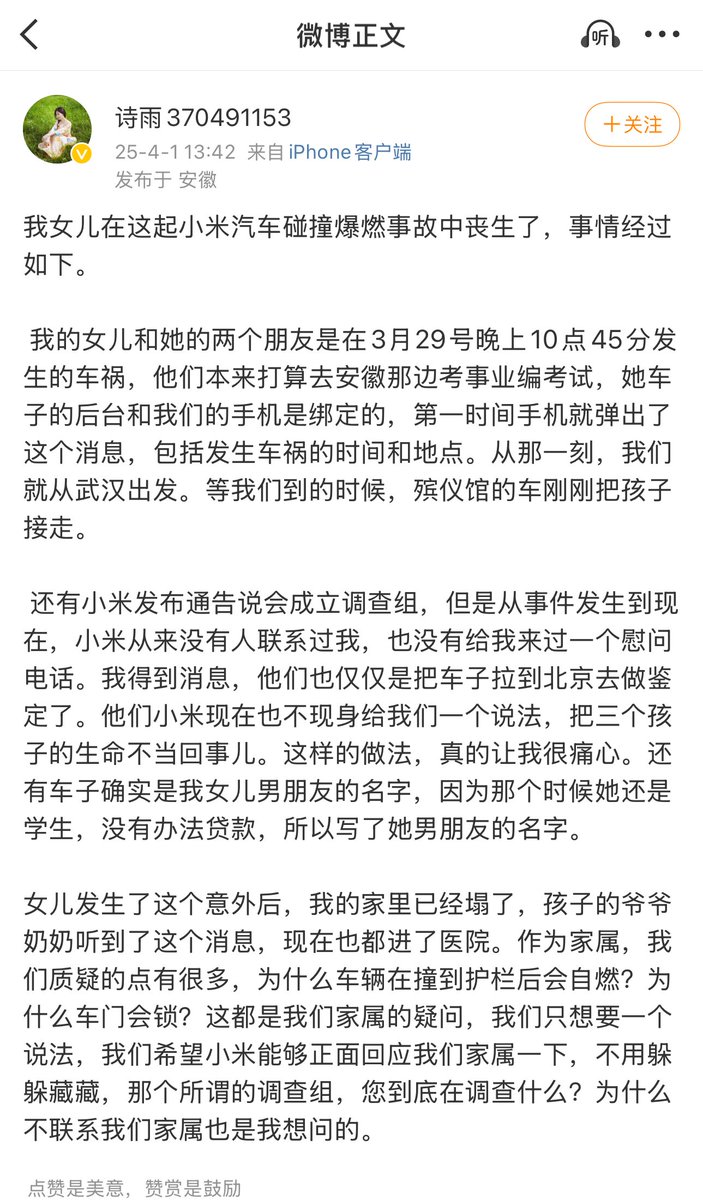 微博正文
听
诗雨370491153
+关注
25-4-1 13:42 来自 iPhone客户端
发布于 安徽
我女儿在这起小米汽车碰撞爆燃事故中丧生了，事情经过
如下。
我的女儿和她的两个朋友是在3月29号晚上10点45分发
生的车祸，他们本来打算去安徽那边考事业编考试，她车
子的后台和我们的手机是绑定的，第一时间手机就弹出了
这个消息，包括发生车祸的时间和地点。从那一刻，我们
就从武汉出发。等我们到的时候，殡仪馆的车刚刚把孩子
接走。
还有小米发布通告说会成立调查组，但是从事件发生到现
在，小米从来没有人联系过我，也没有给我来过一个慰问
电话。我得到消息，他们也仅仅是把车子拉到北京去做鉴
定了。他们小米现在也不现身给我们一个说法，把三个孩
子的生命不当回事儿。这样的做法，真的让我很痛心。还
有车子确实是我女儿男朋友的名字，因为那个时候她还是
学生，没有办法贷款，所以写了她男朋友的名字。
女儿发生了这个意外后，我的家里已经塌了，孩子的爷爷
奶奶听到了这个消息，现在也都进了医院。作为家属，我
们质疑的点有很多，为什么车辆在撞到护栏后会自燃？为
什么车门会锁？这都是我们家属的疑问，我们只想要一个
说法，我们希望小米能够正面回应我们家属一下，不用躲
躲藏藏，那个所谓的调查组，您到底在调查什么？为什么
不联系我们家属也是我想问的。
点赞是美意，赞赏是鼓励